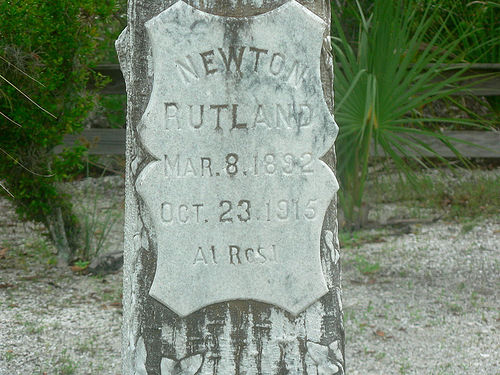 NEWTON
RUTLAND
MAR. 8. 1892
OCT. 23. 1915
At Rest